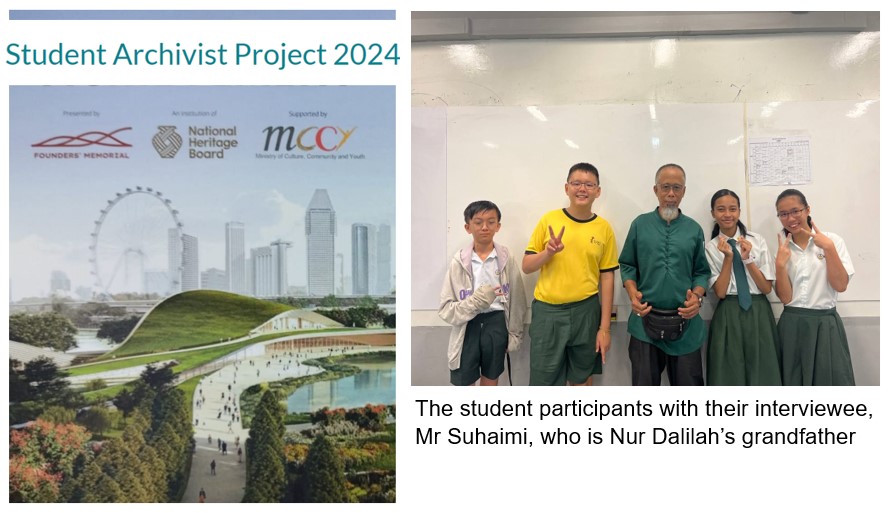 Student Archivist Project 2024
Presented by
An institution of
Supported by
FOUNDERS' MEMORIAL
National
Heritage
Board
mccy
Ministry of Culture, Community and Youth
The student participants with their interviewee,
Mr Suhaimi, who is Nur Dalilah's grandfather